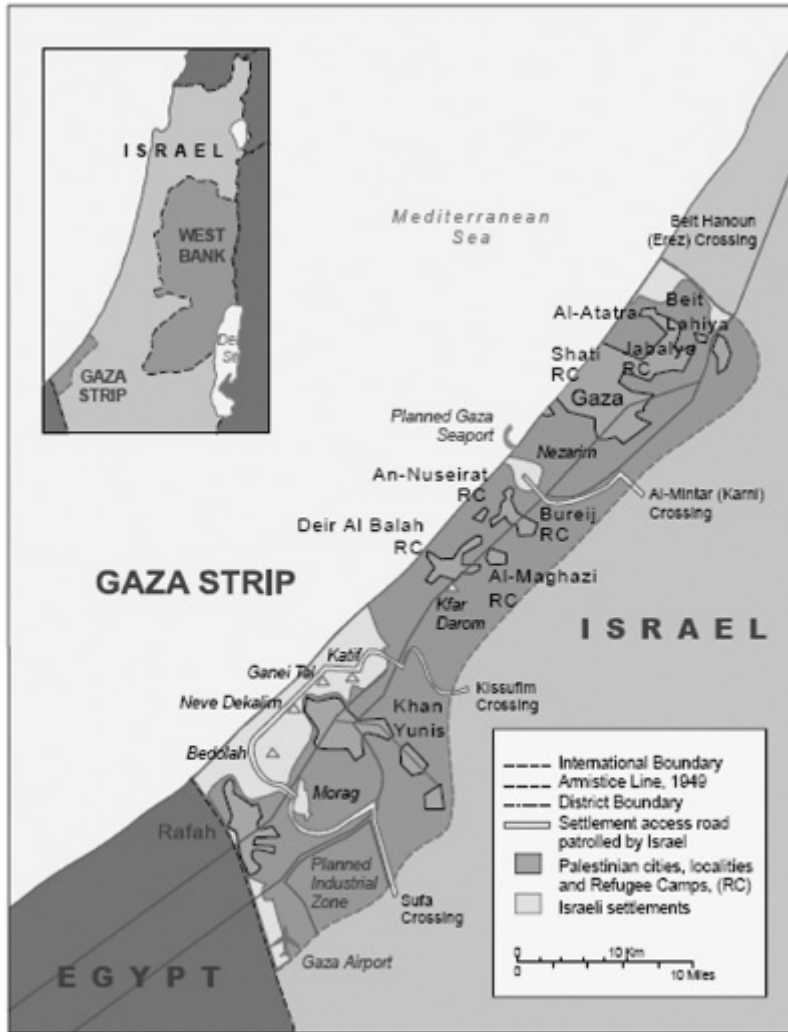 ISRAEL
WEST
BANK
GAZA
STRIP
Mediterranean
Sea
Beit Hanoun
(Erez) Crossing
Al-Atatra
Beit
Lahiya
Shati
RC
Jabalya
RC
Gaza
Planned Gaza
Seaport
Nezarim
An-Nuseirat
RC
Al-Mintar (Karni)
Crossing
Bureij
RC
Deir Al Balah
RC
Al-Maghazi
RC
GAZA STRIP
Kfar
Darom
ISRAEL
Katif
Ganei Tal
Kissufim
Crossing
Neve Dekalim
Khan
Yunis
Bedolah
Morag
Rafah
Planned
Industrial
Zone
Sufa
Crossing
Gaza Airport
EGYPT
International Boundary
Armistice Line, 1949
District Boundary
Settlement access road
patrolled by Israel
Palestinian cities, localities
and Refugee Camps, (RC)
Israeli settlements
0 10 Km
0 10 Miles